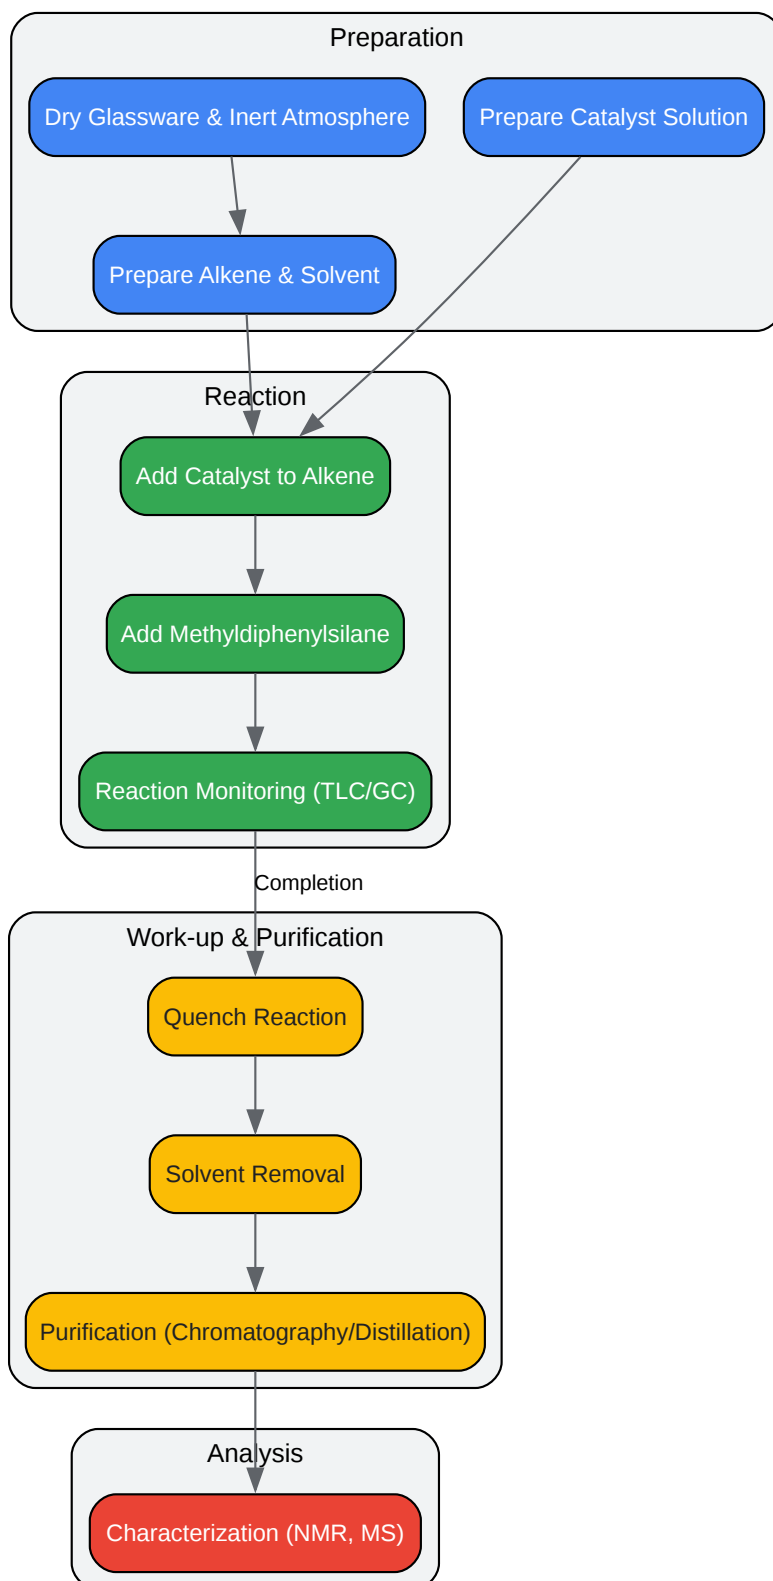 Preparation
Dry Glassware & Inert Atmosphere
Prepare Catalyst Solution
Prepare Alkene & Solvent
Reaction
Add Catalyst to Alkene
Add Methyldiphenylsilane
Reaction Monitoring (TLC/GC)
Completion
Work-up & Purification
Quench Reaction
Solvent Removal
Purification (Chromatography/Distillation)
Analysis
Characterization (NMR, MS)